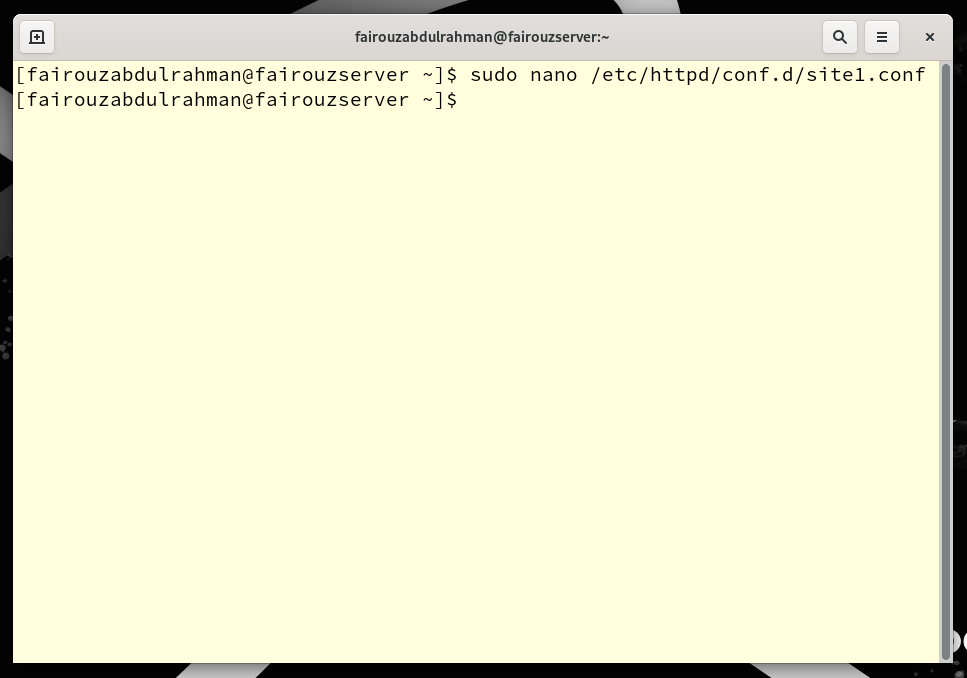 fairouzabdulrahman@fairouzserver:~
[fairouzabdulrahman@fairouzserver ~]$ sudo nano /etc/httpd/conf.d/site1.conf
[fairouzabdulrahman@fairouzserver ~]$